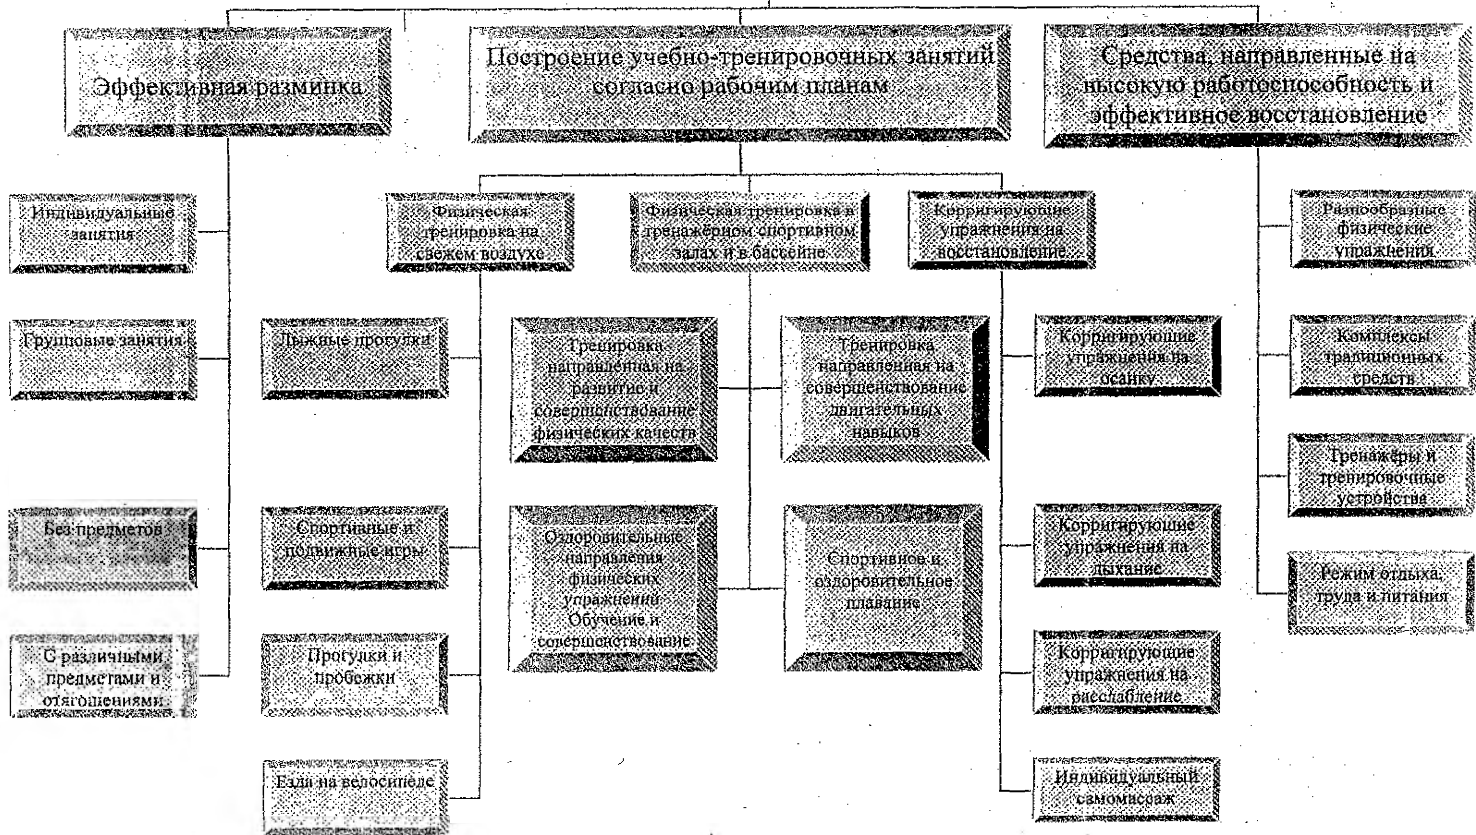 Эффективная разминка
Построение учебно-тренировочных занятий
согласно рабочим планам
Средства, направленные на
высокую работоспособность и
эффективное восстановление
Индивидуальные
занятия
Групповые занятия
Без предметов
С различными
предметами и
отягощениями
Физическая
тренировка на
свежем воздухе
Лыжные прогулки
Спортивные и
подвижные игры
Прогулки и
пробежки
Езда на велосипеде
Физическая тренировка в
тренажёрном спортивном
залах и в бассейне
Тренировка
направленная на
развитие и
совершенствование
физических качеств
Тренировка
направленная на
совершенствование
двигательных
навыков
Оздоровительные
направления
физических
упражнений
Обучение и
совершенствование
Спортивное и
оздоровительное
плавание
Корригирующие
упражнения на
восстановление
Корригирующие
упражнения на
осанку
Корригирующие
упражнения на
дыхание
Корригирующие
упражнения на
расслабление
Индивидуальный
самомассаж
Разнообразные
физические
упражнения
Комплексы
традиционных
средств
Тренажёры и
тренировочные
устройства
Режим отдыха,
труда и питания